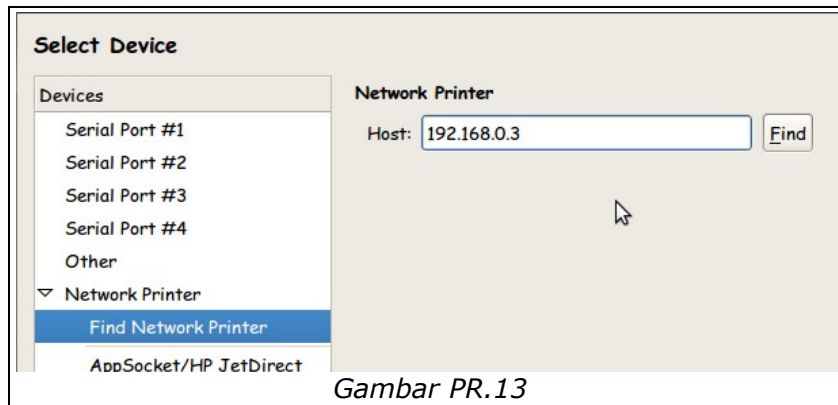 Select Device
Devices
Serial Port #1
Serial Port #2
Serial Port #3
Serial Port #4
Other
Network Printer
Find Network Printer
AppSocket/HP JetDirect
Network Printer
Host: 192.168.0.3 Find
Gambar PR.13